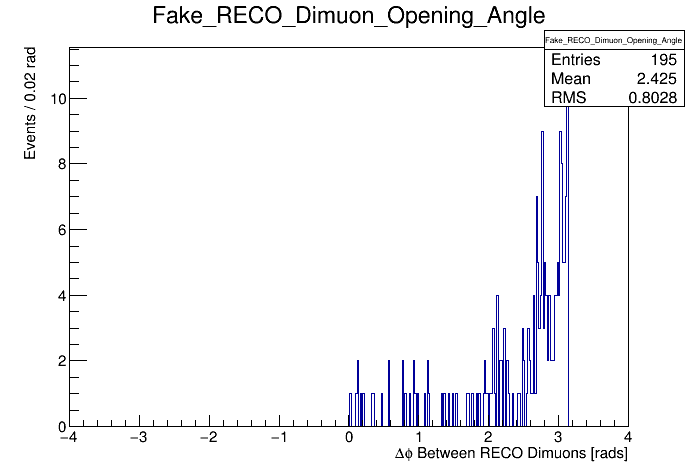 Fake_RECO_Dimuon_Opening_Angle
Fake_RECO_Dimuon_Opening_Angle
Entries 195
Mean 2.425
RMS 0.8028
Events / 0.02 rad
10
8
6
4
2
0
−4 −3 −2 −1 0 1 2 3 4
Δϕ Between RECO Dimuons [rads]